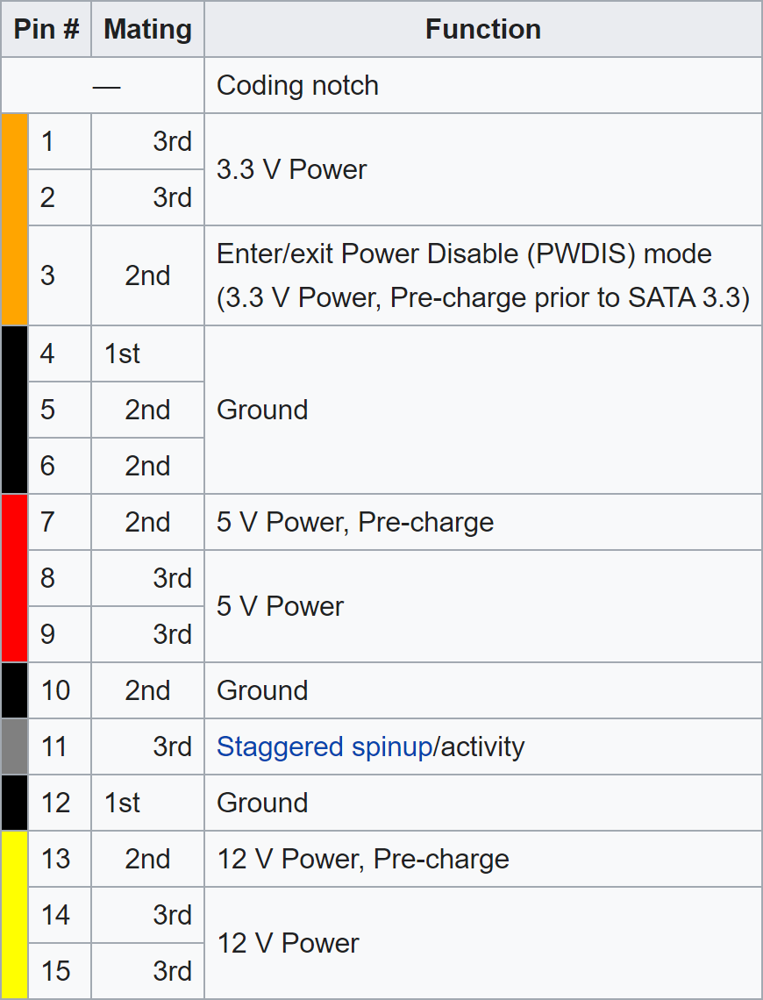 Pin # Mating Function
— Coding notch
1 3rd 3.3 V Power
2 3rd
3 2nd Enter/exit Power Disable (PWDIS) mode
(3.3 V Power, Pre-charge prior to SATA 3.3)
4 1st Ground
5 2nd
6 2nd
7 2nd 5 V Power, Pre-charge
8 3rd 5 V Power
9 3rd
10 2nd Ground
11 3rd Staggered spinup/activity
12 1st Ground
13 2nd 12 V Power, Pre-charge
14 3rd 12 V Power
15 3rd